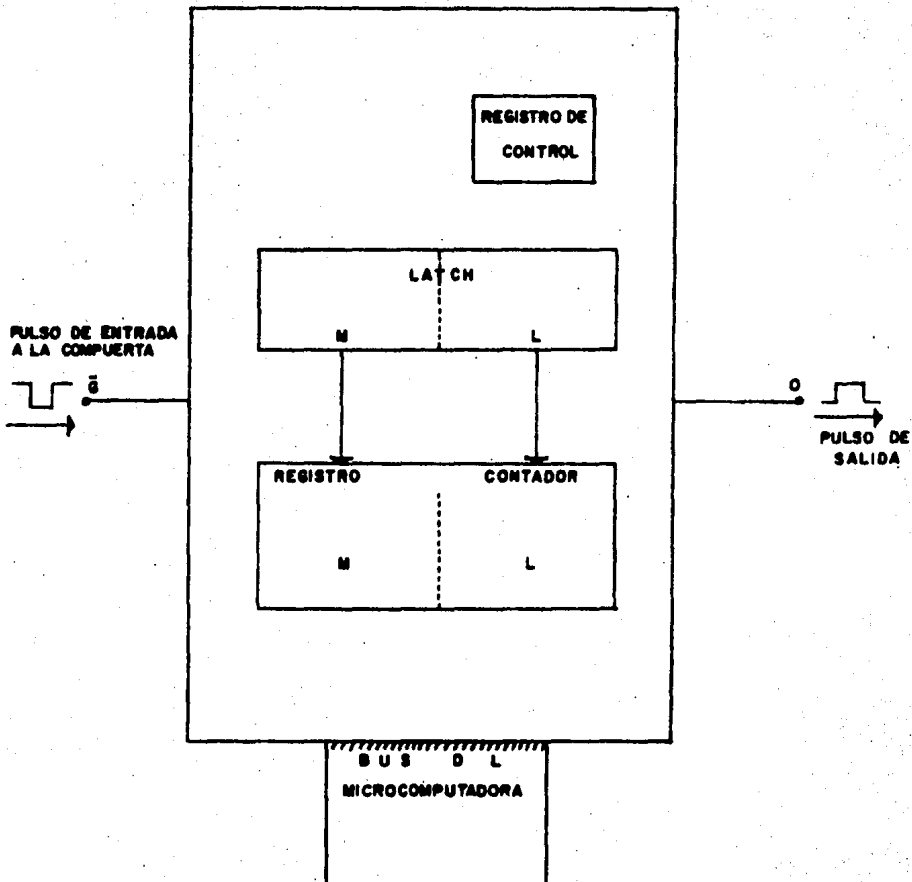 REGISTRO DE
CONTROL
LATCH
M L
PULSO DE ENTRADA
A LA COMPUERTA
G̅
O
PULSO DE
SALIDA
REGISTRO CONTADOR
M L
BUS D L
MICROCOMPUTADORA